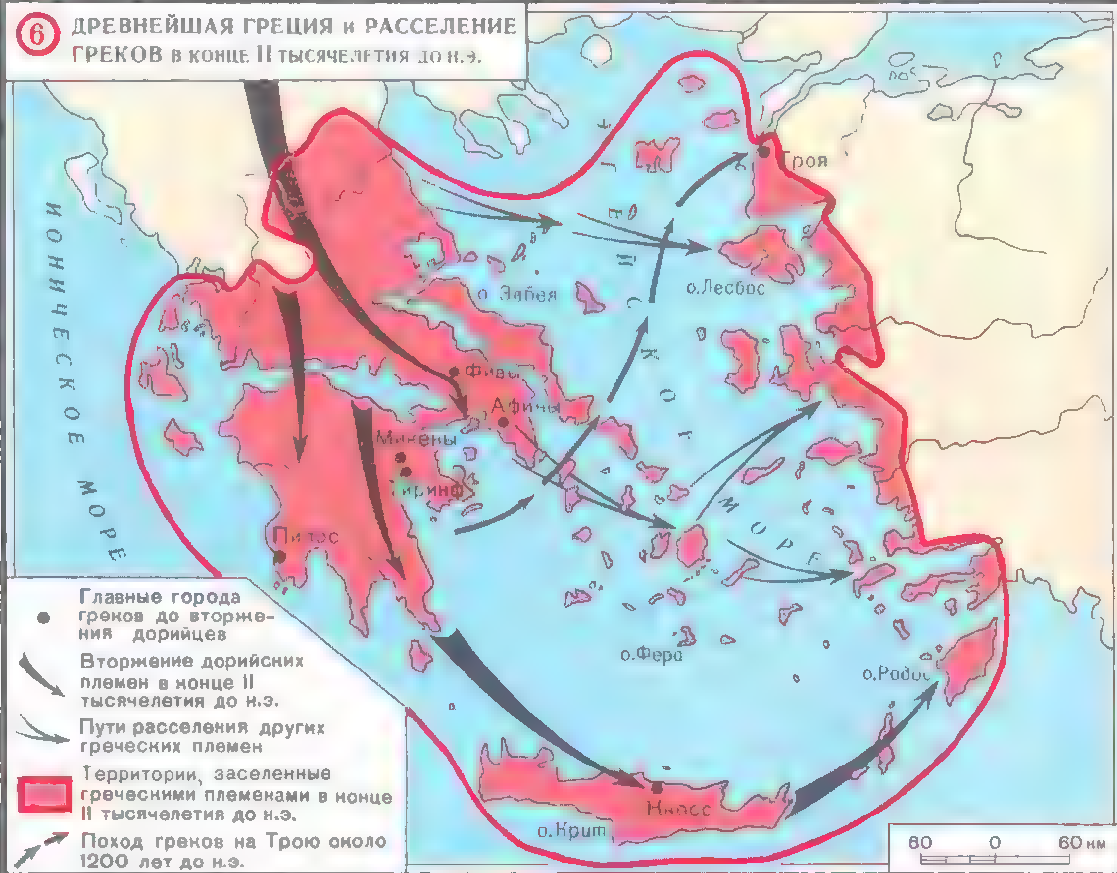 6
ДРЕВНЕЙШАЯ ГРЕЦИЯ и РАССЕЛЕНИЕ
ГРЕКОВ В КОНЦЕ II ТЫСЯЧЕЛЕТИЯ ДО Н.Э.
Троя
ИОНИЧЕСКОЕ МОРЕ
о.Лесбос
Фивы
Афины
Микены
Тиринф
Пилос
МОРЕ
о.Фера
о.Родос
Кносс
о.Крит
Главные города
греков до вторже-
ния дорийцев
Вторжение дорийских
племен в конце II
тысячелетия до н.э.
Пути расселения других
греческих племен
Территории, заселенные
греческими племенами в конце
II тысячелетия до н.э.
Поход греков на Трою около
1200 лет до н.э.
80 0 60 км